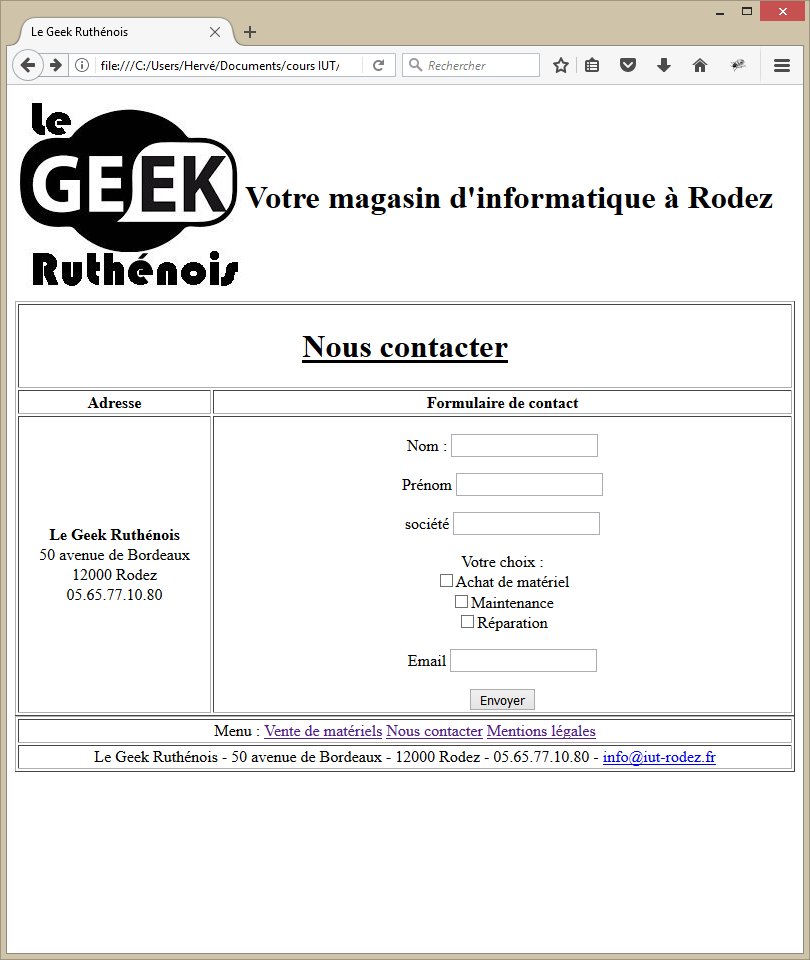 Le Geek Ruthénois
file:///C:/Users/Hervé/Documents/cours IUT/
Rechercher
Le
GEEK
Ruthénois
Votre magasin d'informatique à Rodez
Nous contacter
Adresse
Formulaire de contact
Le Geek Ruthénois
50 avenue de Bordeaux
12000 Rodez
05.65.77.10.80
Nom :
Prénom
société
Votre choix :
Achat de matériel
Maintenance
Réparation
Email
Envoyer
Menu : Vente de matériels Nous contacter Mentions légales
Le Geek Ruthénois - 50 avenue de Bordeaux - 12000 Rodez - 05.65.77.10.80 - info@iut-rodez.fr